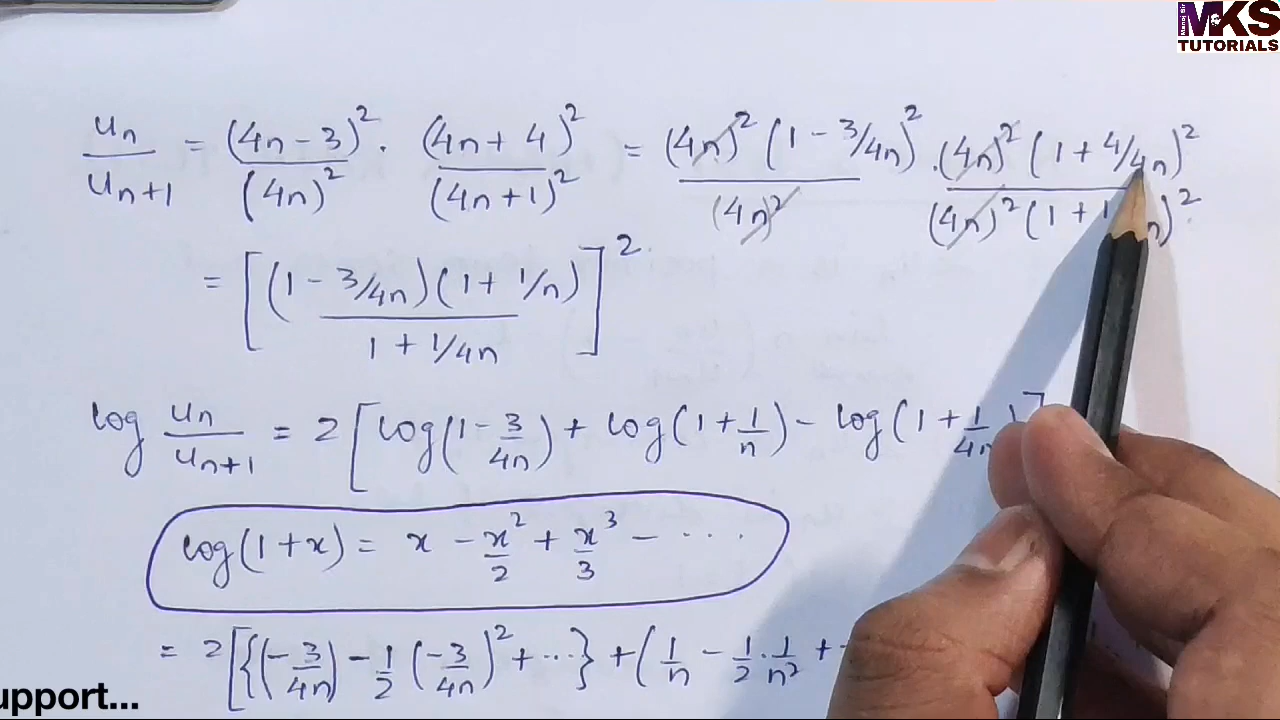 Manoj Sir
MKS
TUTORIALS
uₙ/uₙ₊₁ = (4n-3)²/(4n)² · (4n+4)²/(4n+1)² = (4n)²(1-3/4n)²/(4n)² · (4n)²(1+4/4n)²/(4n)²(1+1 n)²
= [(1-3/4n)(1+1/n)/1+1/4n]²
log uₙ/uₙ₊₁ = 2[log(1-3/4n) + log(1+1/n) - log(1+1/4n)]
log(1+x) = x - x²/2 + x³/3 - ....
= 2[{(-3/4n) - 1/2(-3/4n)² + ...} + (1/n - 1/2.1/n² +
upport...